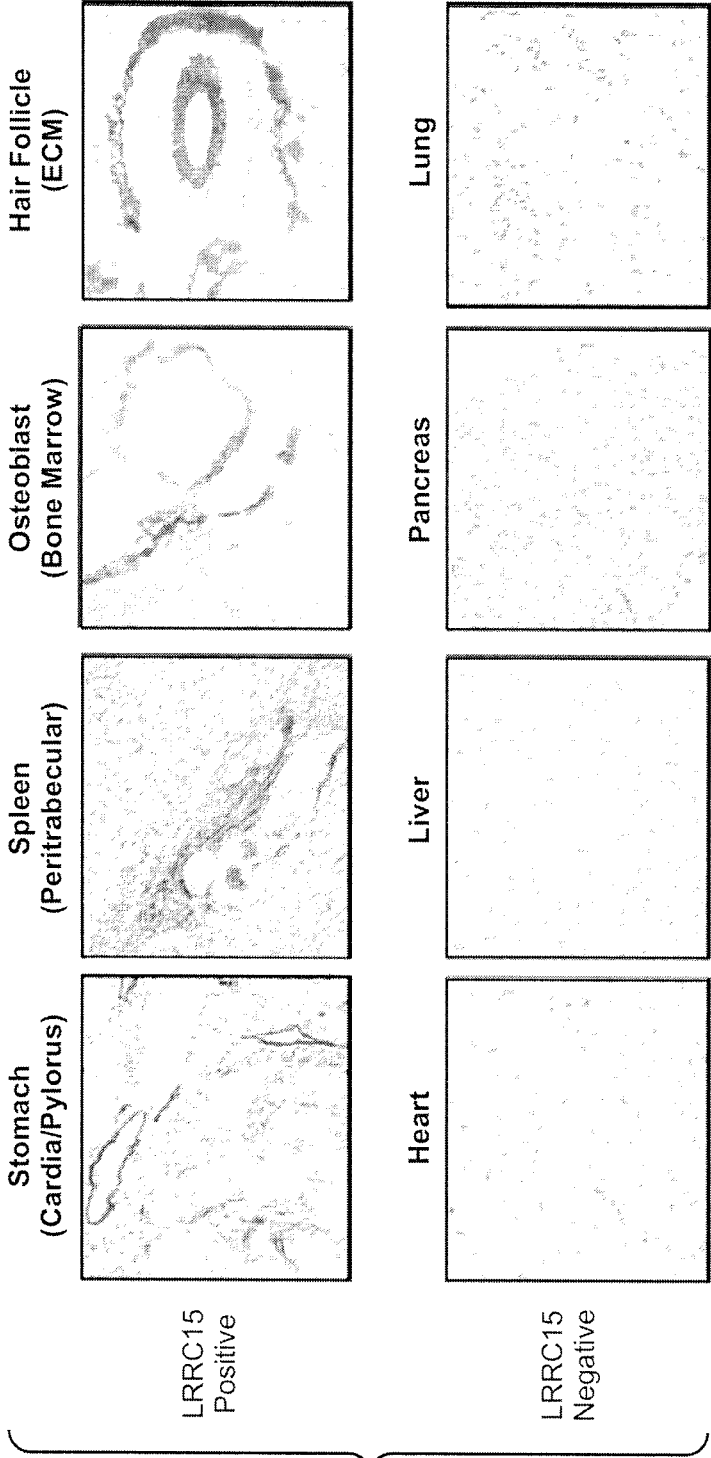 LRRC15
Positive
Stomach
(Cardia/Pylorus)
Spleen
(Peritrabecular)
Osteoblast
(Bone Marrow)
Hair Follicle
(ECM)
LRRC15
Negative
Heart
Liver
Pancreas
Lung